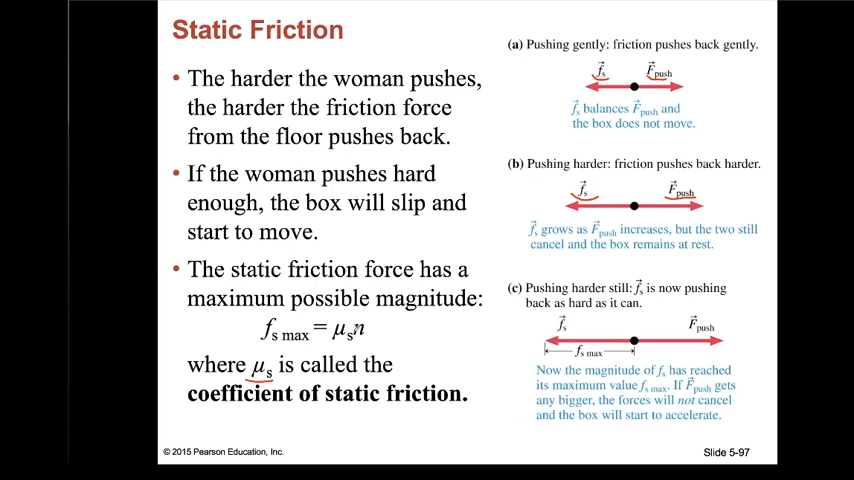 Static Friction
• The harder the woman pushes,
the harder the friction force
from the floor pushes back.
• If the woman pushes hard
enough, the box will slip and
start to move.
• The static friction force has a
maximum possible magnitude:
f⃗s max = μsn
where μs is called the
coefficient of static friction.
(a) Pushing gently: friction pushes back gently.
f⃗s F⃗push
f⃗s balances F⃗push and
the box does not move.
(b) Pushing harder: friction pushes back harder.
f⃗s F⃗push
f⃗s grows as F⃗push increases, but the two still
cancel and the box remains at rest.
(c) Pushing harder still: f⃗s is now pushing
back as hard as it can.
f⃗s F⃗push
fs max
Now the magnitude of fs has reached
its maximum value fs max. If F⃗push gets
any bigger, the forces will not cancel
and the box will start to accelerate.
© 2015 Pearson Education, Inc.
Slide 5-97